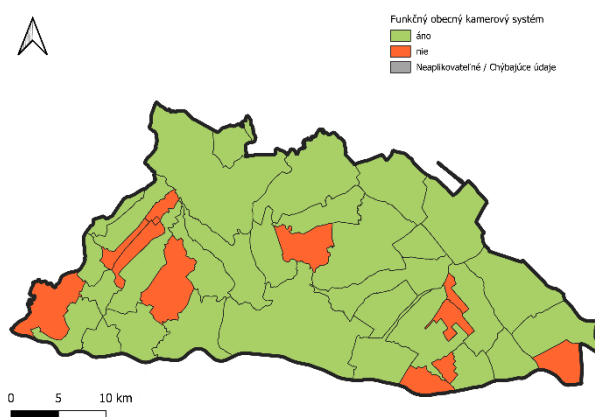 Funkčný obecný kamerový systém
áno
nie
Neaplikovateľné / Chýbajúce údaje
0 5 10 km